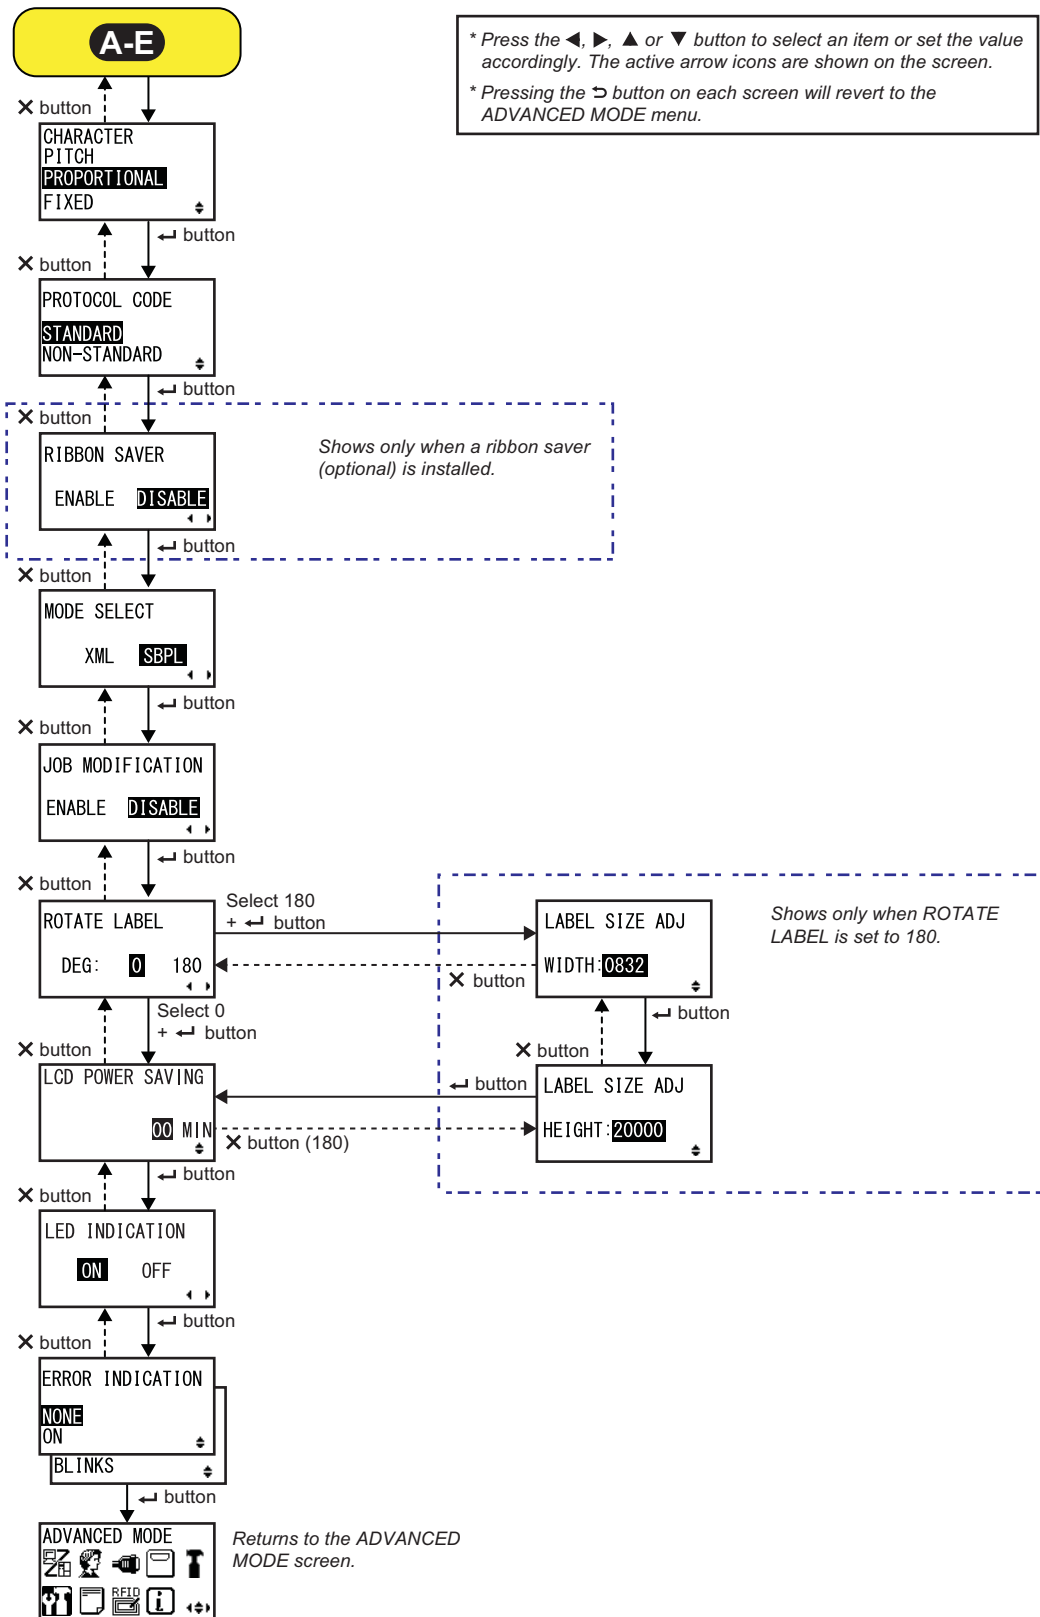 A-E
* Press the ◀, ▶, ▲ or ▼ button to select an item or set the value
accordingly. The active arrow icons are shown on the screen.
* Pressing the ⮌ button on each screen will revert to the
ADVANCED MODE menu.
✕ button
CHARACTER
PITCH
PROPORTIONAL
FIXED
↵ button
✕ button
PROTOCOL CODE
STANDARD
NON-STANDARD
↵ button
✕ button
RIBBON SAVER
ENABLE DISABLE
Shows only when a ribbon saver
(optional) is installed.
↵ button
✕ button
MODE SELECT
XML SBPL
↵ button
✕ button
JOB MODIFICATION
ENABLE DISABLE
↵ button
✕ button
ROTATE LABEL
DEG: 0 180
Select 180
+ ↵ button
LABEL SIZE ADJ
WIDTH:0832
Shows only when ROTATE
LABEL is set to 180.
✕ button
Select 0
+ ↵ button
↵ button
✕ button
✕ button
LCD POWER SAVING
00 MIN
↵ button
LABEL SIZE ADJ
HEIGHT:20000
✕ button (180)
↵ button
✕ button
LED INDICATION
ON OFF
↵ button
✕ button
ERROR INDICATION
NONE
ON
BLINKS
↵ button
ADVANCED MODE
RFID
i
Returns to the ADVANCED
MODE screen.